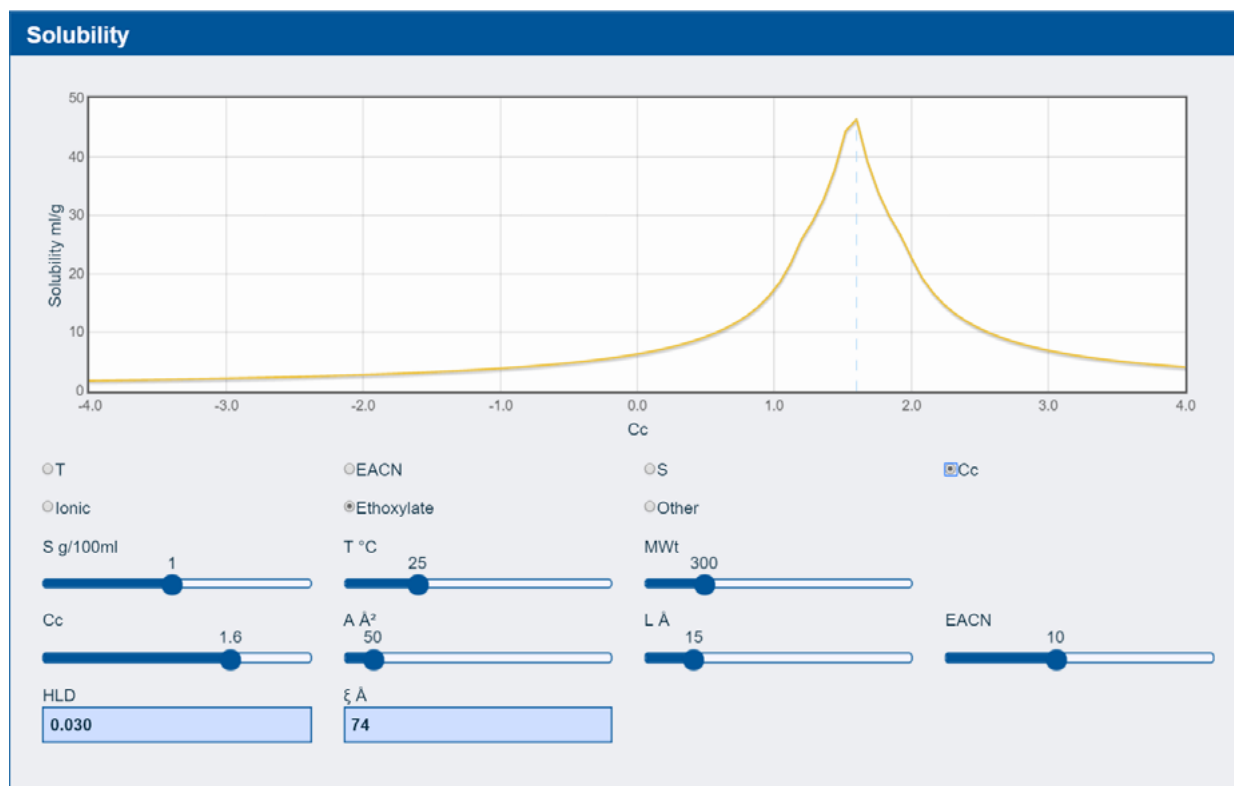 Solubility
50
40
30
20
10
0
Solubility ml/g
-4.0 -3.0 -2.0 -1.0 0.0 1.0 2.0 3.0 4.0
Cc
T EACN S Cc
Ionic Ethoxylate Other
S g/100ml T °C MWt
1 25 300
Cc A Å² L Å EACN
1.6 50 15 10
HLD ξ Å
0.030 74